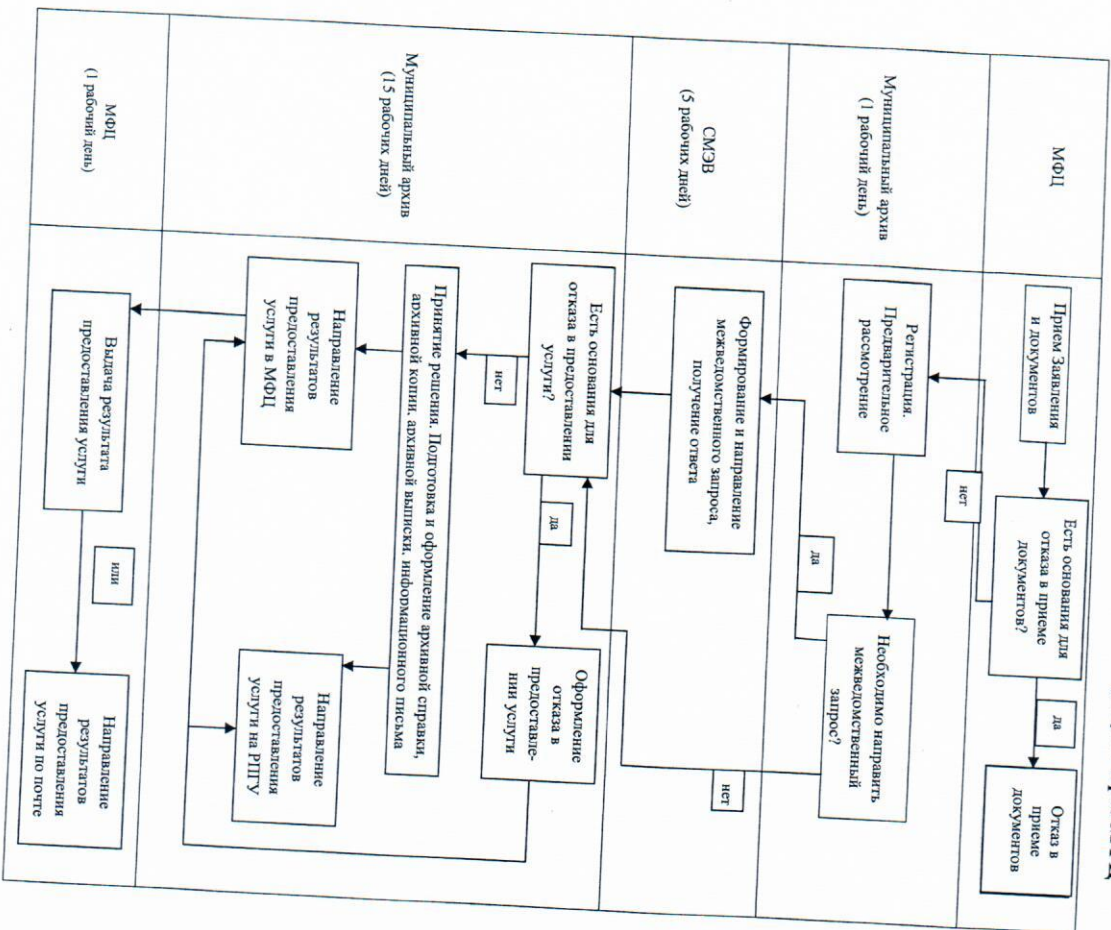 МФЦ
Прием Заявления
и документов
Есть основания для
отказа в приеме
документов?
да
Отказ в
приеме
документов
нет
Муниципальный архив
(1 рабочий день)
Регистрация.
Предварительное
рассмотрение
Необходимо направить
межведомственный
запрос?
да
нет
СМЭВ
(5 рабочих дней)
Формирование и направление
межведомственного запроса,
получение ответа
Муниципальный архив
(15 рабочих дней)
Есть основания для
отказа в предоставлении
услуги?
да
Оформление
отказа в
предоставле-
нии услуги
нет
Принятие решения. Подготовка и оформление архивной справки,
архивной копии, архивной выписки, информационного письма
Направление
результатов
предоставления
услуги в МФЦ
Направление
результатов
предоставления
услуги на РПГУ
МФЦ
(1 рабочий день)
Выдача результата
предоставления услуги
или
Направление
результатов
предоставления
услуги по почте